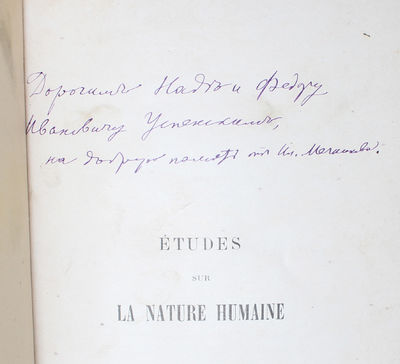 Дорогимъ Надѣ и Федору
Ивановичу Успенскимъ,
на добрую память отъ Ил. Мечникова.
ÉTUDES
SUR
LA NATURE HUMAINE